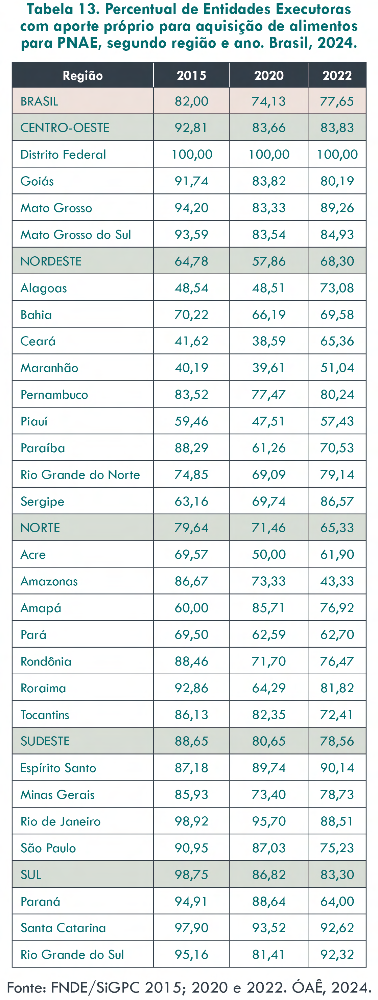 Tabela 13. Percentual de Entidades Executoras
com aporte próprio para aquisição de alimentos
para PNAE, segundo região e ano. Brasil, 2024.
Região 2015 2020 2022
BRASIL 82,00 74,13 77,65
CENTRO-OESTE 92,81 83,66 83,83
Distrito Federal 100,00 100,00 100,00
Goiás 91,74 83,82 80,19
Mato Grosso 94,20 83,33 89,26
Mato Grosso do Sul 93,59 83,54 84,93
NORDESTE 64,78 57,86 68,30
Alagoas 48,54 48,51 73,08
Bahia 70,22 66,19 69,58
Ceará 41,62 38,59 65,36
Maranhão 40,19 39,61 51,04
Pernambuco 83,52 77,47 80,24
Piauí 59,46 47,51 57,43
Paraíba 88,29 61,26 70,53
Rio Grande do Norte 74,85 69,09 79,14
Sergipe 63,16 69,74 86,57
NORTE 79,64 71,46 65,33
Acre 69,57 50,00 61,90
Amazonas 86,67 73,33 43,33
Amapá 60,00 85,71 76,92
Pará 69,50 62,59 62,70
Rondônia 88,46 71,70 76,47
Roraima 92,86 64,29 81,82
Tocantins 86,13 82,35 72,41
SUDESTE 88,65 80,65 78,56
Espírito Santo 87,18 89,74 90,14
Minas Gerais 85,93 73,40 78,73
Rio de Janeiro 98,92 95,70 88,51
São Paulo 90,95 87,03 75,23
SUL 98,75 86,82 83,30
Paraná 94,91 88,64 64,00
Santa Catarina 97,90 93,52 92,62
Rio Grande do Sul 95,16 81,41 92,32
Fonte: FNDE/SiGPC 2015; 2020 e 2022. ÓAÊ, 2024.